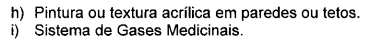 h) Pintura ou textura acrílica em paredes ou tetos.
i) Sistema de Gases Medicinais.